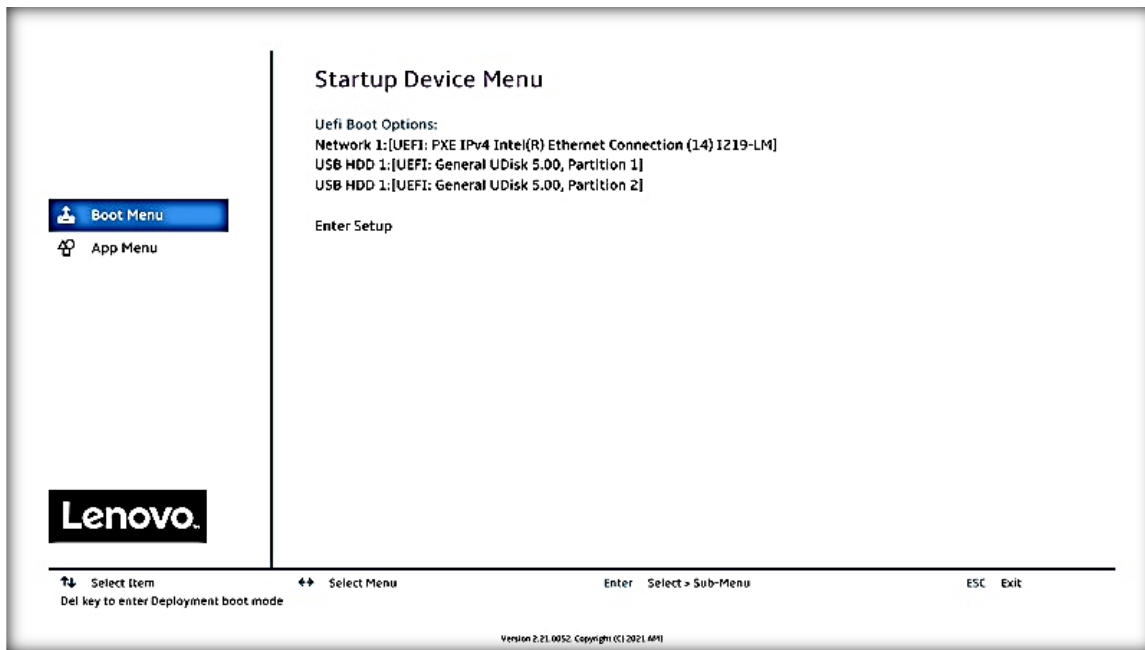 Startup Device Menu
Uefi Boot Options:
Network 1:[UEFI: PXE IPv4 Intel(R) Ethernet Connection (14) I219-LM]
USB HDD 1:[UEFI: General UDisk 5.00, Partition 1]
USB HDD 1:[UEFI: General UDisk 5.00, Partition 2]
Enter Setup
Boot Menu
App Menu
Lenovo
↑↓ Select Item ←→ Select Menu Enter Select > Sub-Menu ESC Exit
Del key to enter Deployment boot mode
Version 2.21.0052. Copyright (C) 2021 AMI